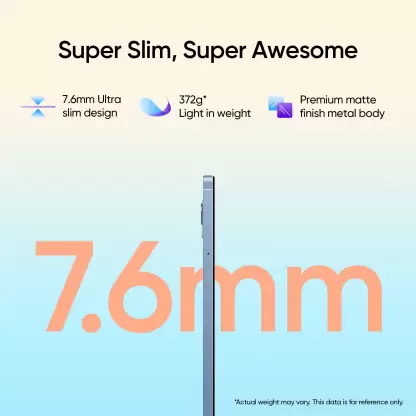 Super Slim, Super Awesome
7.6mm Ultra
slim design
372g*
Light in weight
Premium matte
finish metal body
7.6mm
*Actual weight may vary. This data is for reference only.